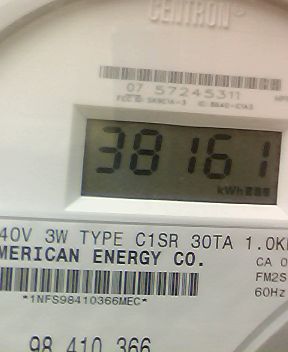 CENTRON®
07 57245311
38161
kWh
40V 3W TYPE C1SR 30TA 1.0K
MERICAN ENERGY CO.
CA 0
FM2S
60Hz
*1NFS98410366MEC*
98 410 366